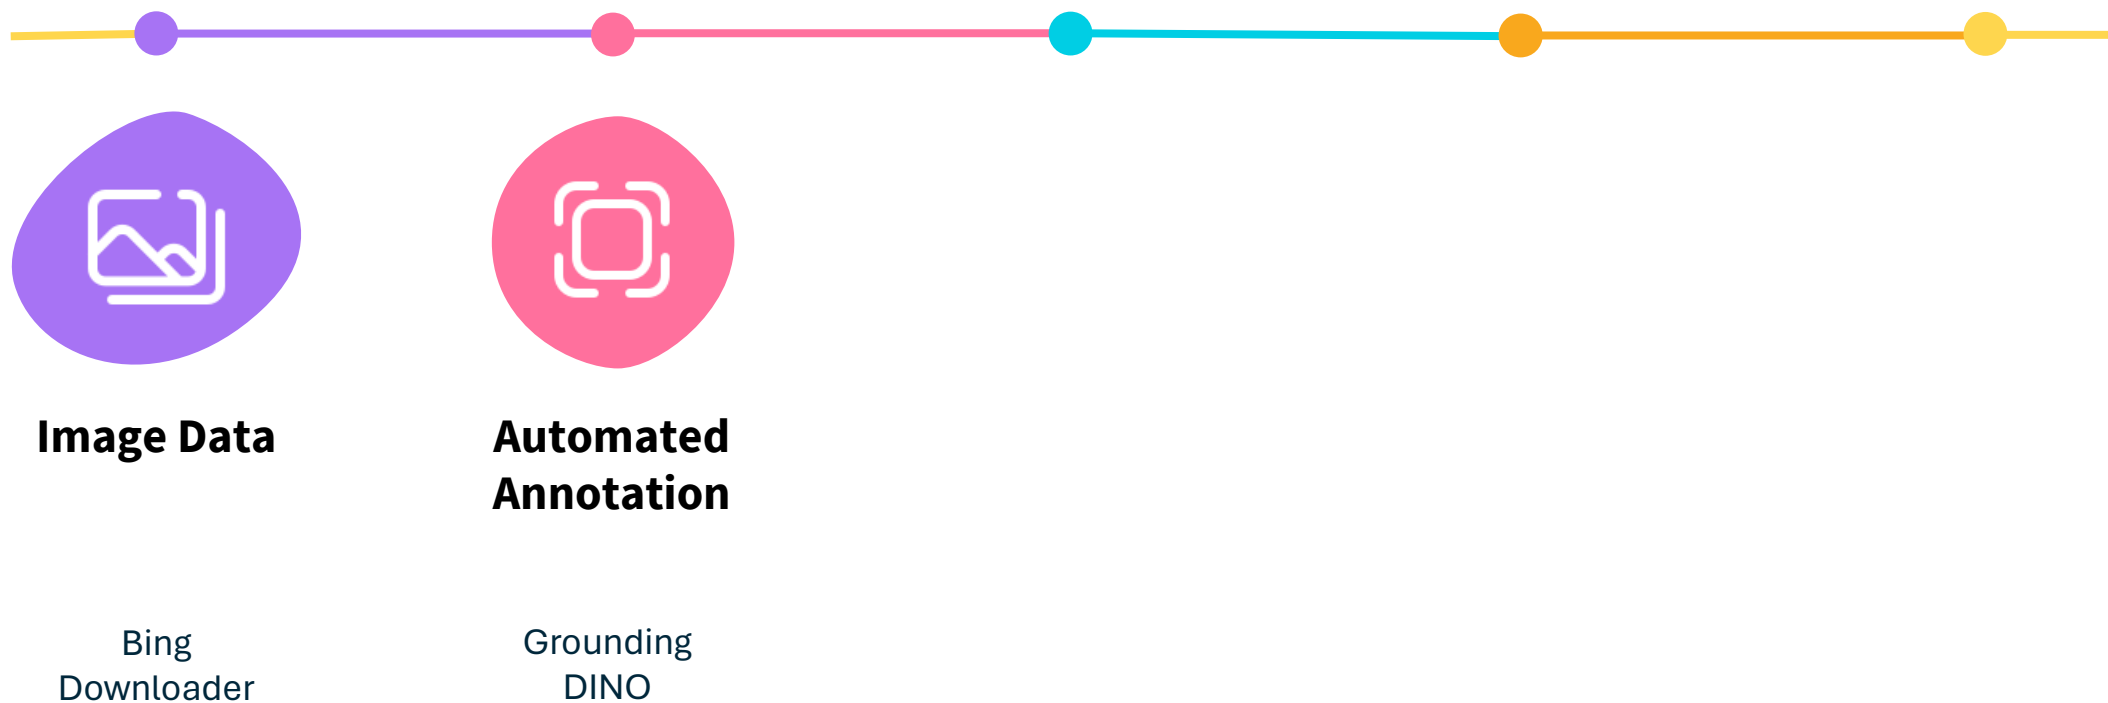 Image Data
Automated
Annotation
Bing
Downloader
Grounding
DINO